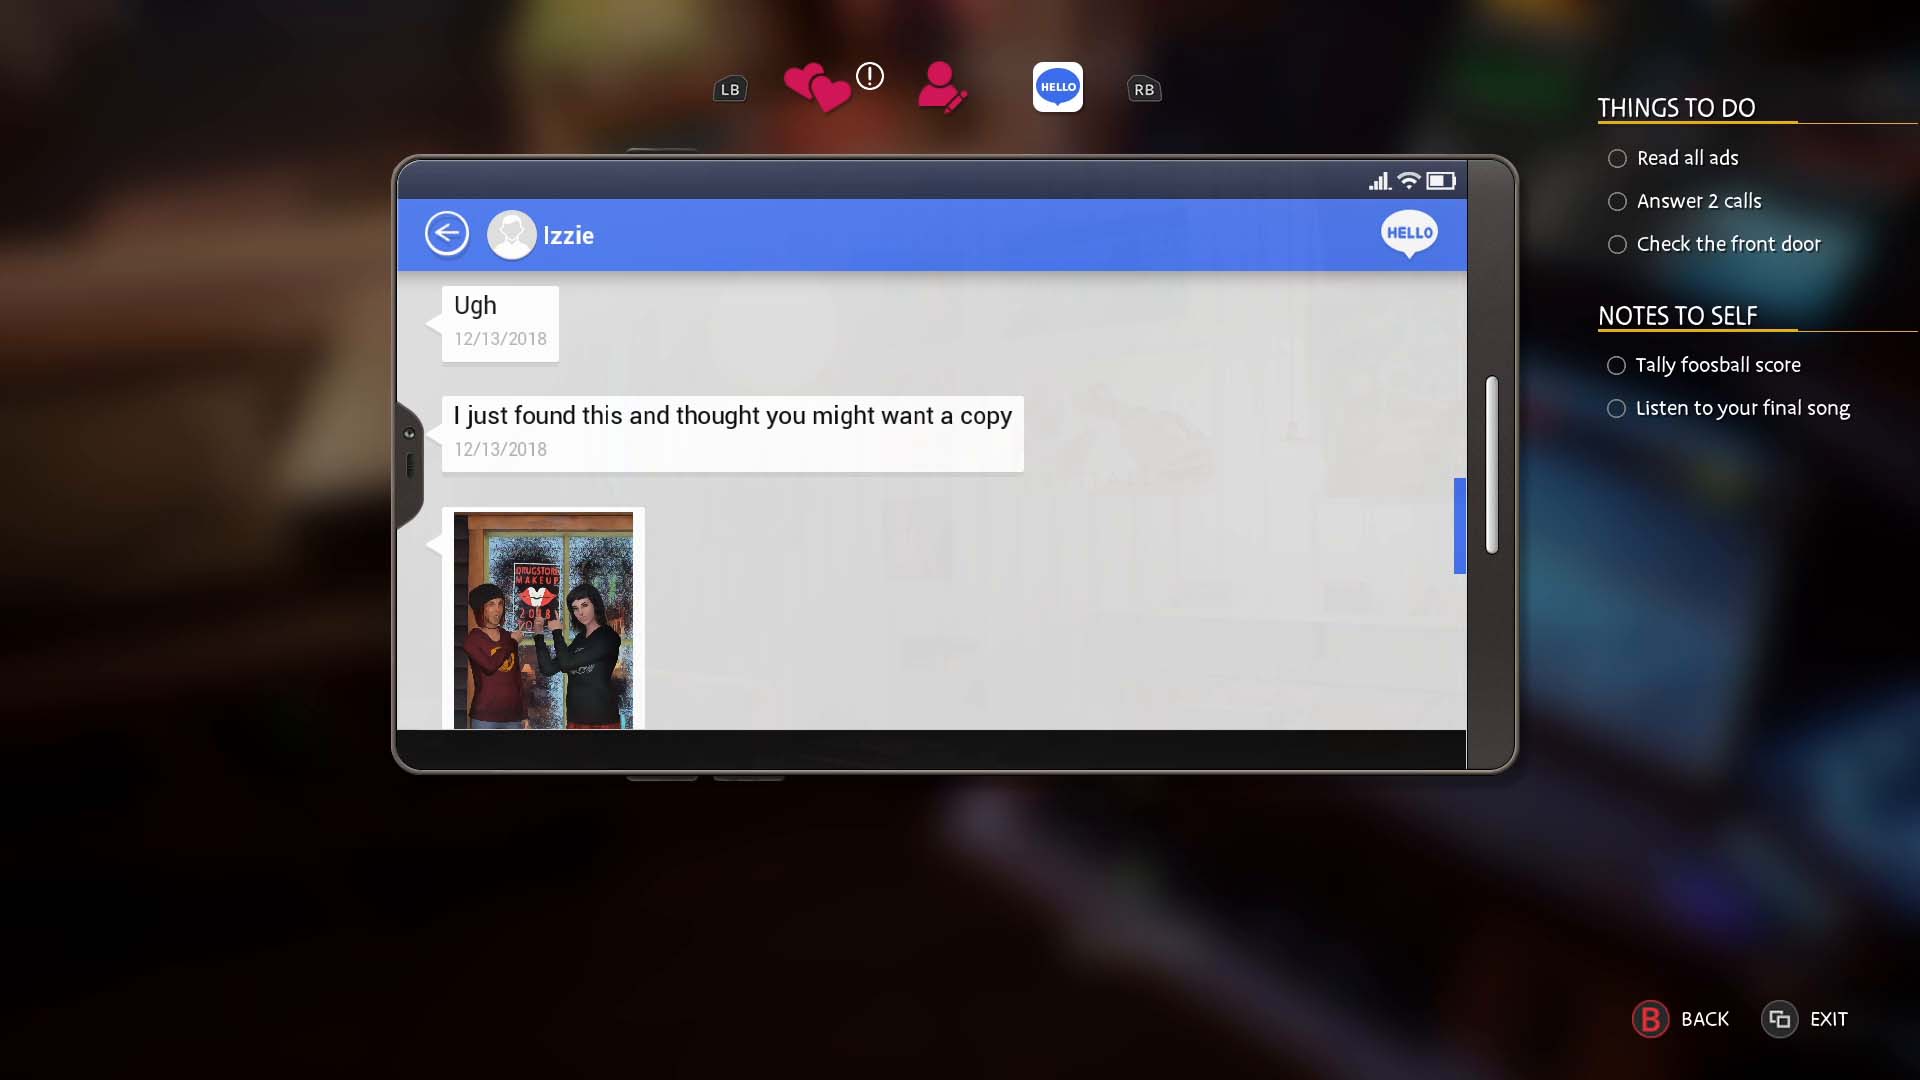 LB
HELLO
RB
THINGS TO DO
Read all ads
Answer 2 calls
Check the front door
NOTES TO SELF
Tally foosball score
Listen to your final song
Izzie
HELLO
Ugh
12/13/2018
I just found this and thought you might want a copy
12/13/2018
DRUGSTORE
MAKEUP
2018
B BACK
EXIT